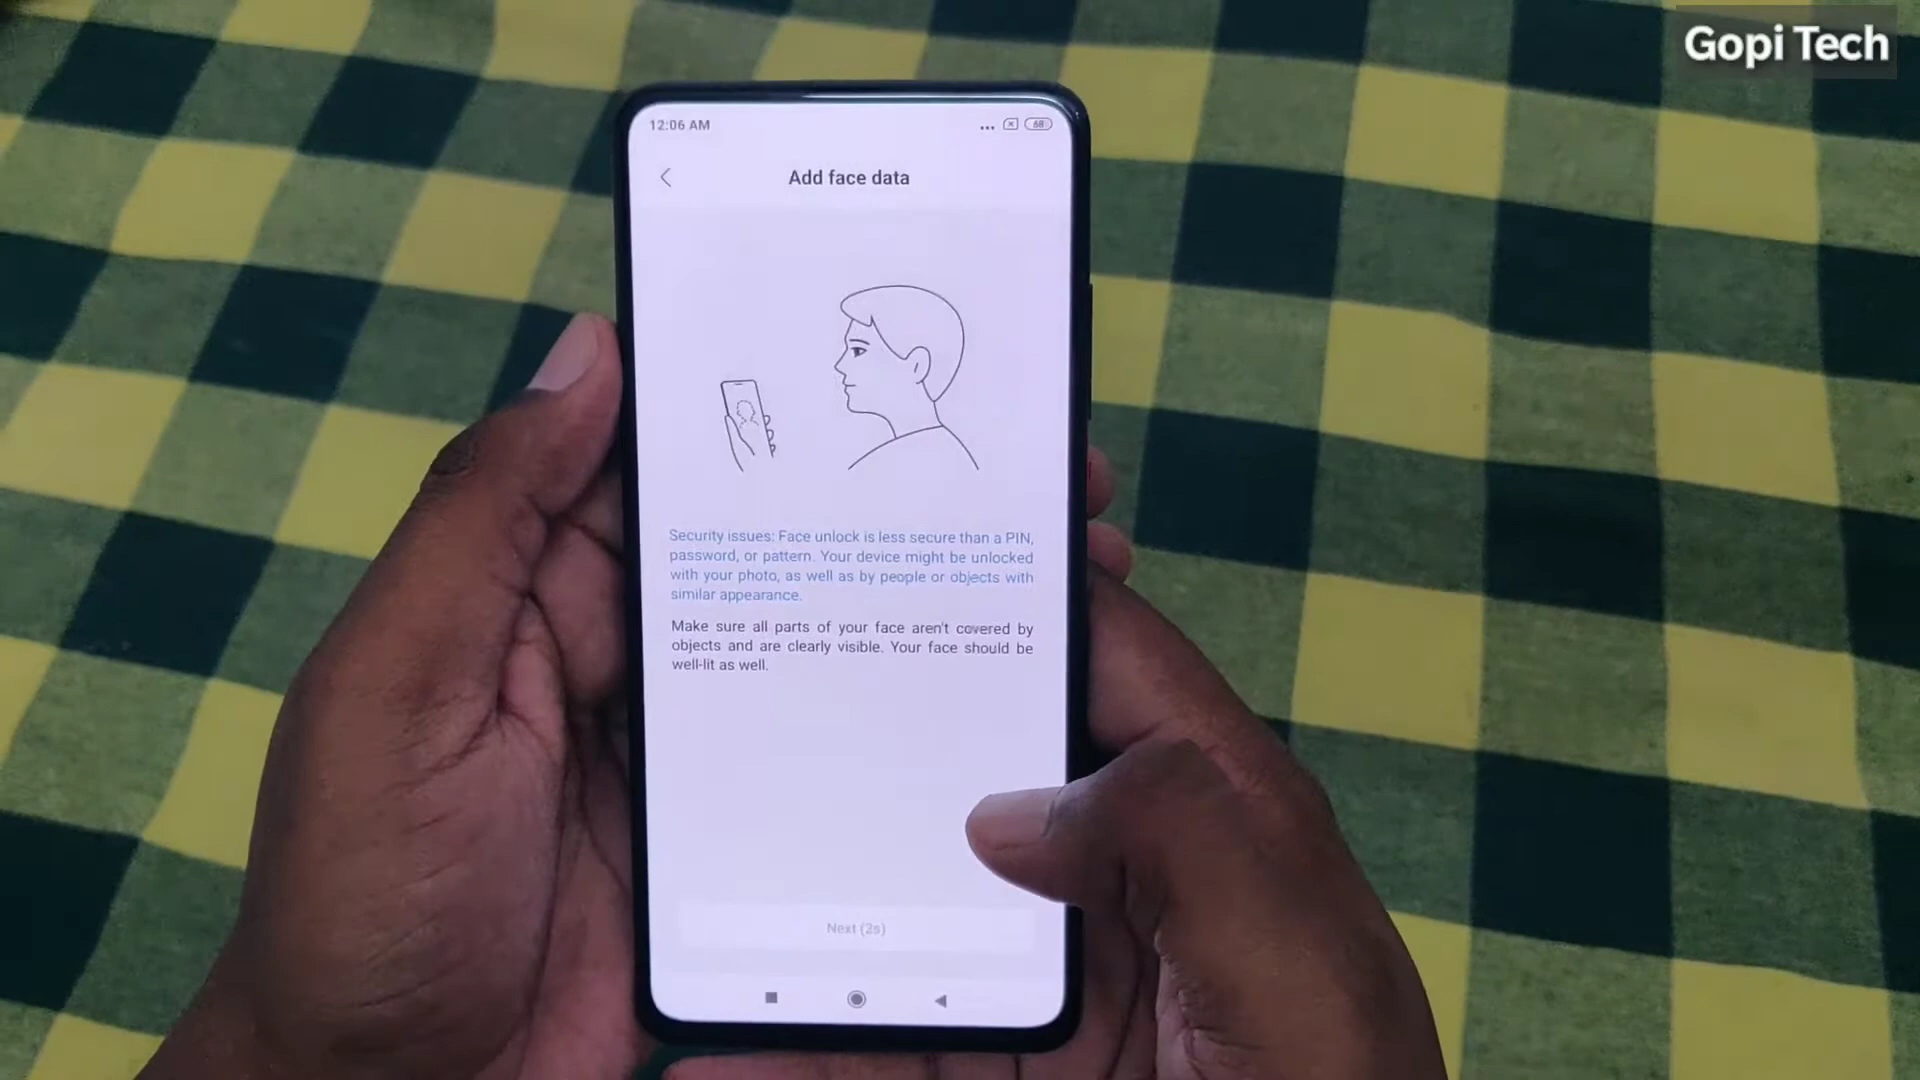 Gopi Tech
12:06 AM
68
Add face data
Security issues: Face unlock is less secure than a PIN,
password, or pattern. Your device might be unlocked
with your photo, as well as by people or objects with
similar appearance.
Make sure all parts of your face aren't covered by
objects and are clearly visible. Your face should be
well-lit as well.
Next (2s)